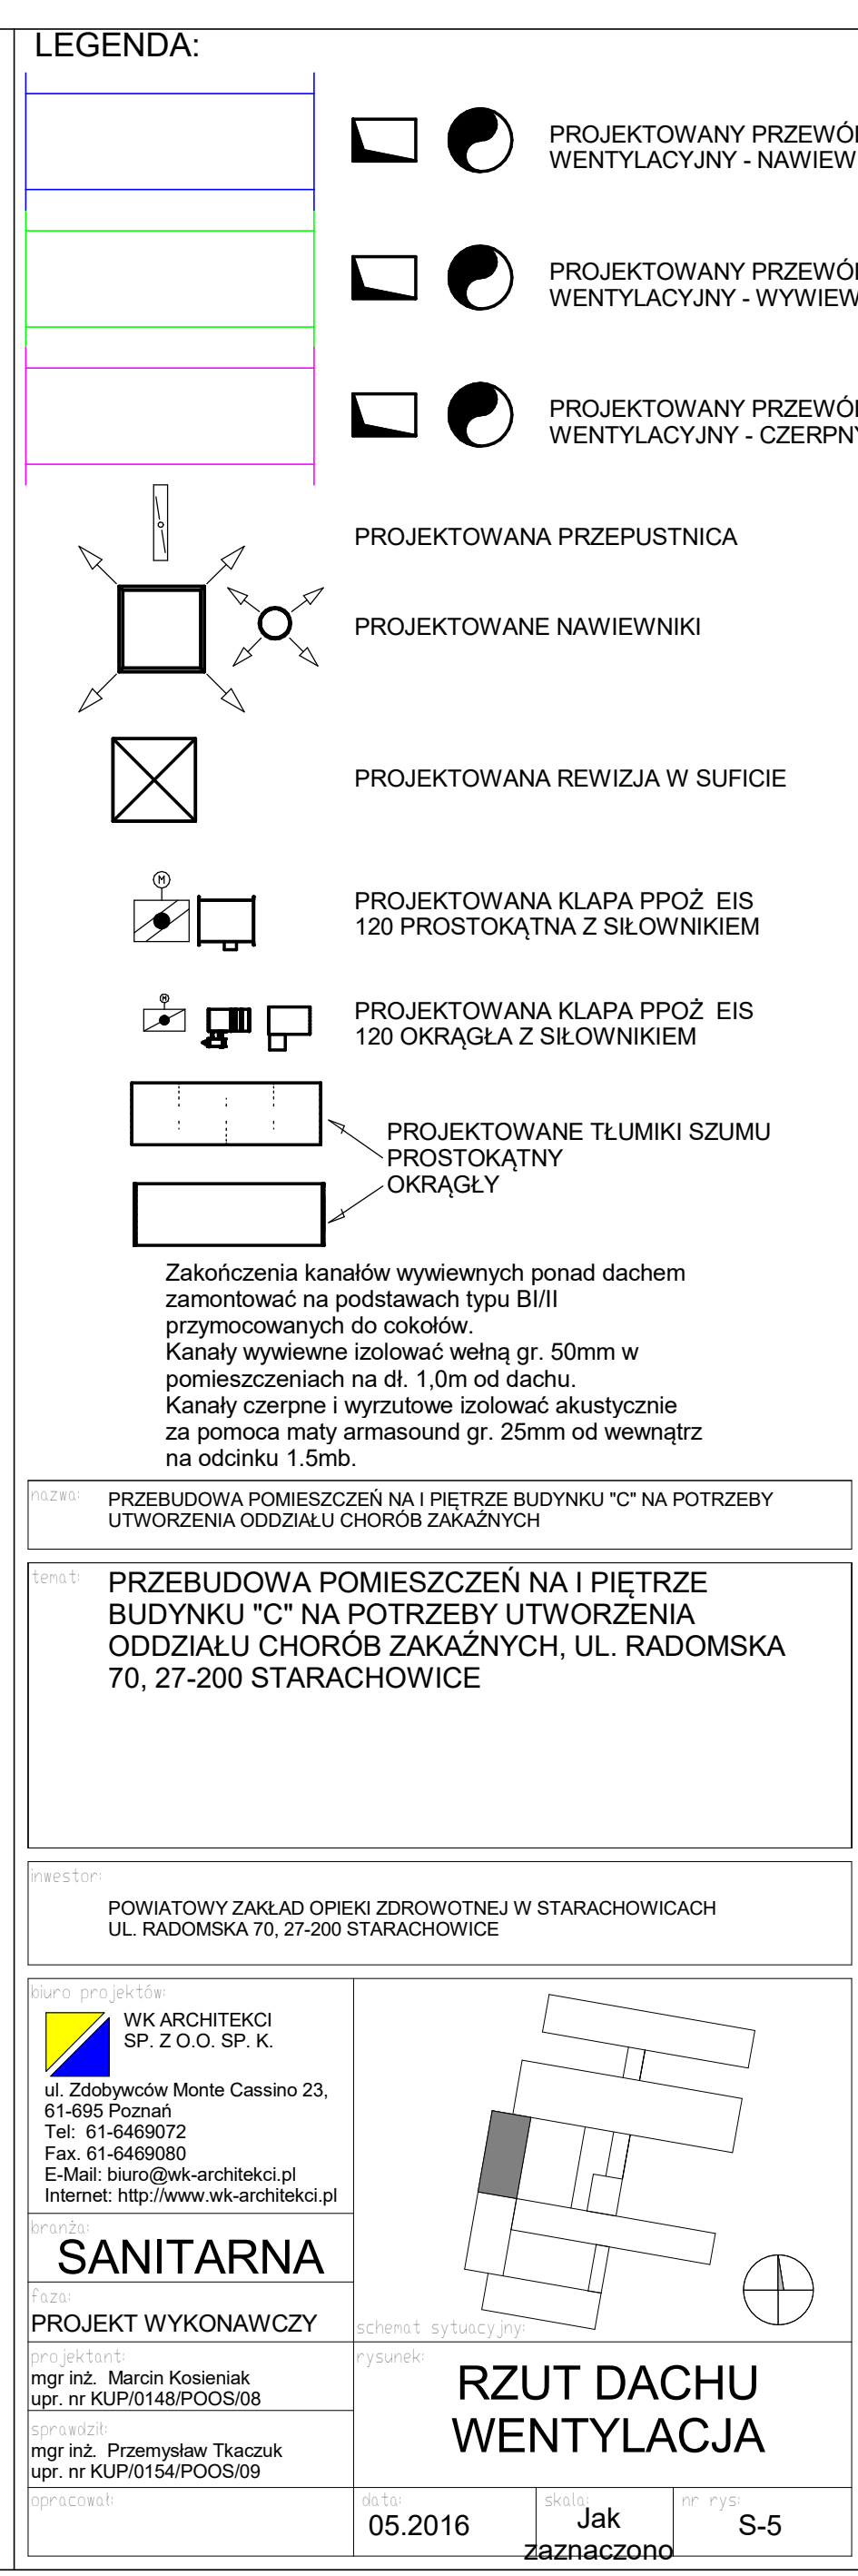 LEGENDA:
PROJEKTOWANY
WENTYLACYJNY - NAWIEW
PROJEKTOWANY
WENTYLACYJNY - WYWIEW
PROJEKTOWANY
WENTYLACYJNY -
PROJEKTOWANA PRZEPUSTNICA
PROJEKTOWANE NAWIEWNIKI
PROJEKTOWANA REWIZJA W SUFICIE
M
PROJEKTOWANA KLAPA PPOŻ EIS
120 PROSTOKĄTNA Z SIŁOWNIKIEM
M
PROJEKTOWANA KLAPA PPOŻ EIS
120 OKRĄGŁA Z SIŁOWNIKIEM
PROJEKTOWANE TŁUMIKI SZUMU
PROSTOKĄTNY
OKRĄGŁY
Zakończenia kanałów wywiewnych ponad dachem
zamontować na podstawach typu BI/II
przymocowanych do cokołów.
Kanały wywiewne izolować wełną gr. 50mm w
pomieszczeniach na dł. 1,0m od dachu.
Kanały czerpne i wyrzutowe izolować akustycznie
za pomoca maty armasound gr. 25mm od wewnątrz
na odcinku 1.5mb.
nazwa:
PRZEBUDOWA POMIESZCZEŃ NA I PIĘTRZE BUDYNKU "C" NA POTRZEBY
UTWORZENIA ODDZIAŁU CHORÓB ZAKAŹNYCH
temat:
PRZEBUDOWA POMIESZCZEŃ NA I PIĘTRZE
BUDYNKU "C" NA POTRZEBY UTWORZENIA
ODDZIAŁU CHORÓB ZAKAŹNYCH, UL. RADOMSKA
70, 27-200 STARACHOWICE
inwestor:
POWIATOWY ZAKŁAD OPIEKI ZDROWOTNEJ W STARACHOWICACH
UL. RADOMSKA 70, 27-200 STARACHOWICE
biuro projektów:
WK ARCHITEKCI
SP. Z O.O. SP. K.
ul. Zdobywców Monte Cassino 23,
61-695 Poznań
Tel: 61-6469072
Fax. 61-6469080
E-Mail: biuro@wk-architekci.pl
Internet: http://www.wk-architekci.pl
branża:
SANITARNA
faza:
PROJEKT WYKONAWCZY
schemat sytuacyjny:
projektant:
mgr inż. Marcin Kosieniak
upr. nr KUP/0148/POOS/08
sprawdził:
mgr inż. Przemysław Tkaczuk
upr. nr KUP/0154/POOS/09
opracował:
rysunek:
RZUT DACHU
WENTYLACJA
data:
05.2016
skala:
Jak
zaznaczono
nr rys:
S-5